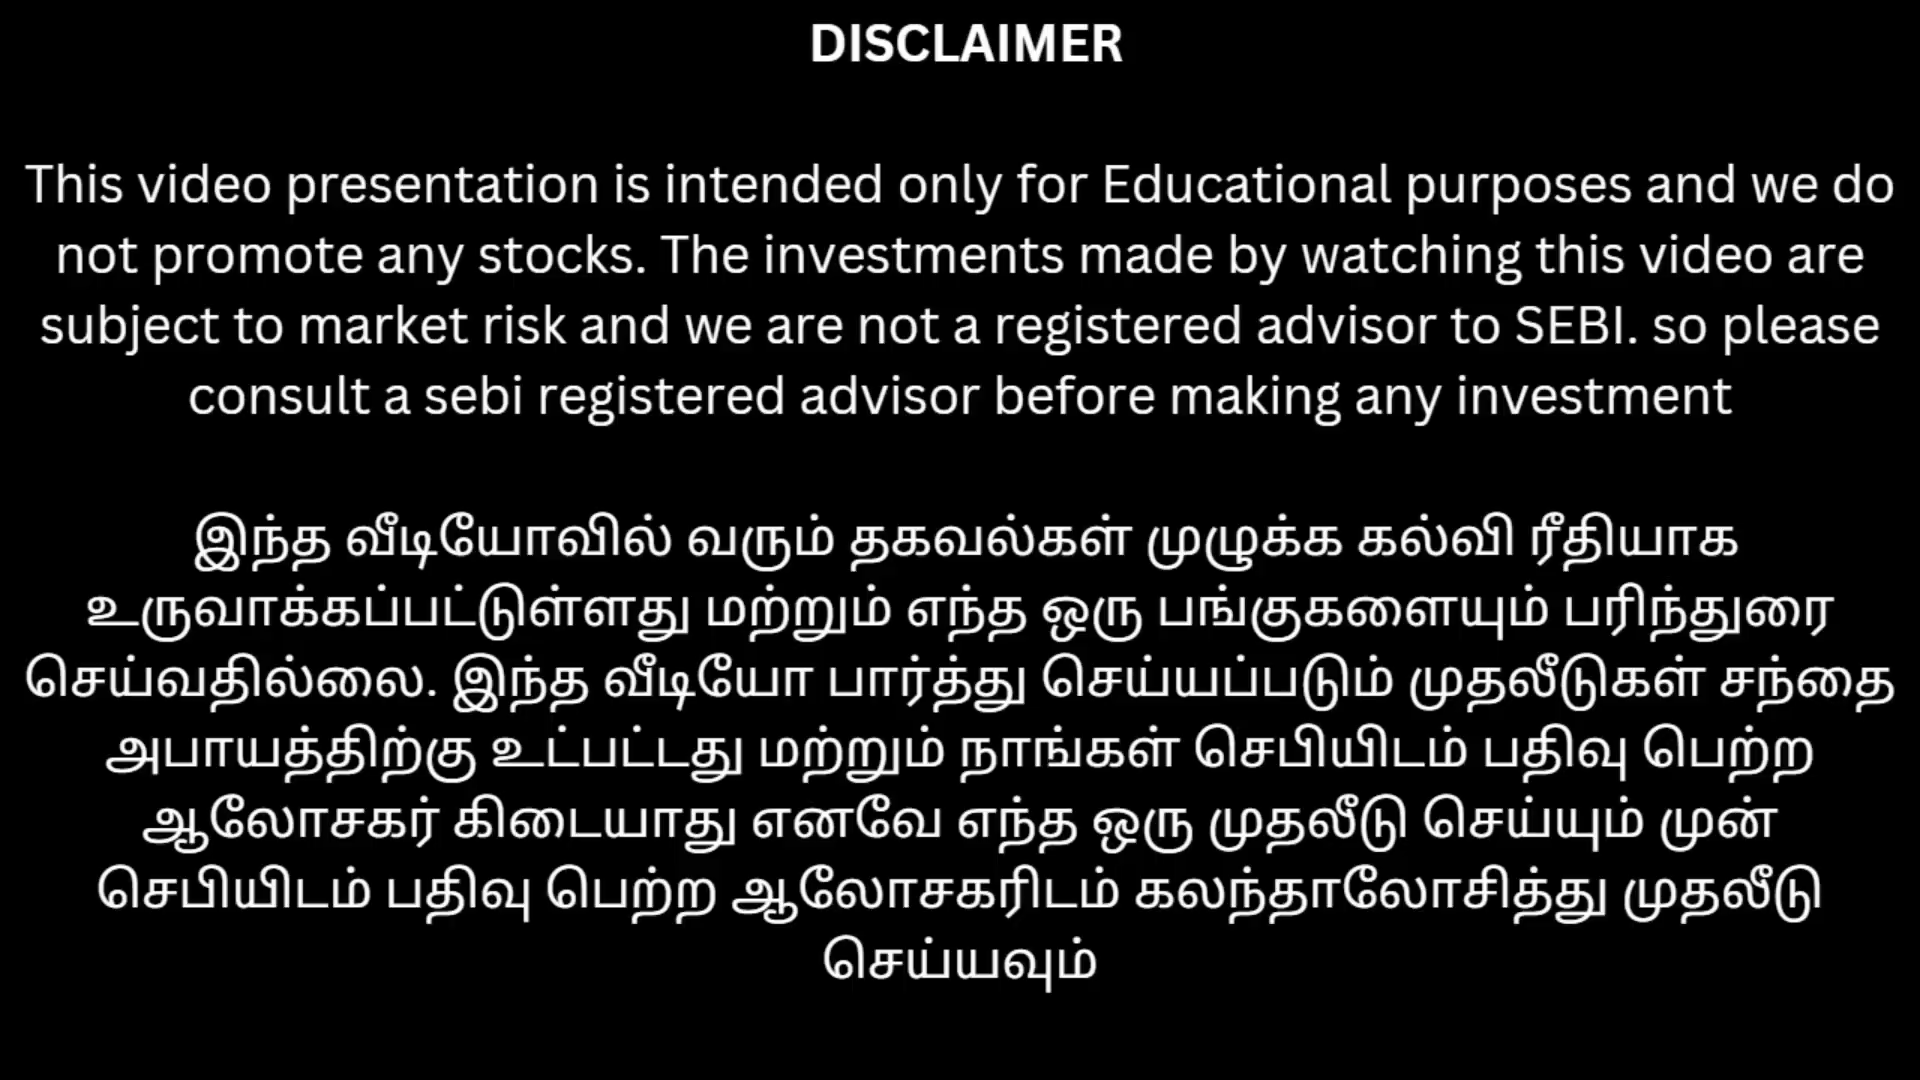 DISCLAIMER
This video presentation is intended only for Educational purposes and we do
not promote any stocks. The investments made by watching this video are
subject to market risk and we are not a registered advisor to SEBI. so please
consult a sebi registered advisor before making any investment
இந்த வீடியோவில் வரும் தகவல்கள் முழுக்க கல்வி ரீதியாக
உருவாக்கப்பட்டுள்ளது மற்றும் எந்த ஒரு பங்குகளையும் பரிந்துரை
செய்வதில்லை. இந்த வீடியோ பார்த்து செய்யப்படும் முதலீடுகள் சந்தை
அபாயத்திற்கு உட்பட்டது மற்றும் நாங்கள் செபியிடம் பதிவு பெற்ற
ஆலோசகர் கிடையாது எனவே எந்த ஒரு முதலீடு செய்யும் முன்
செபியிடம் பதிவு பெற்ற ஆலோசகரிடம் கலந்தாலோசித்து முதலீடு
செய்யவும்